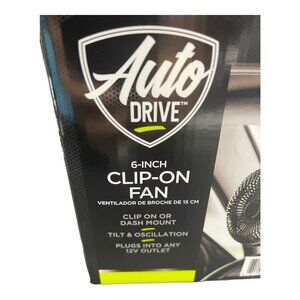 Auto
DRIVE™
6-INCH
CLIP-ON
FAN
VENTILADOR DE BROCHE DE 15 CM
CLIP ON OR
DASH MOUNT
TILT & OSCILLATION
PLUGS INTO ANY
12V OUTLET